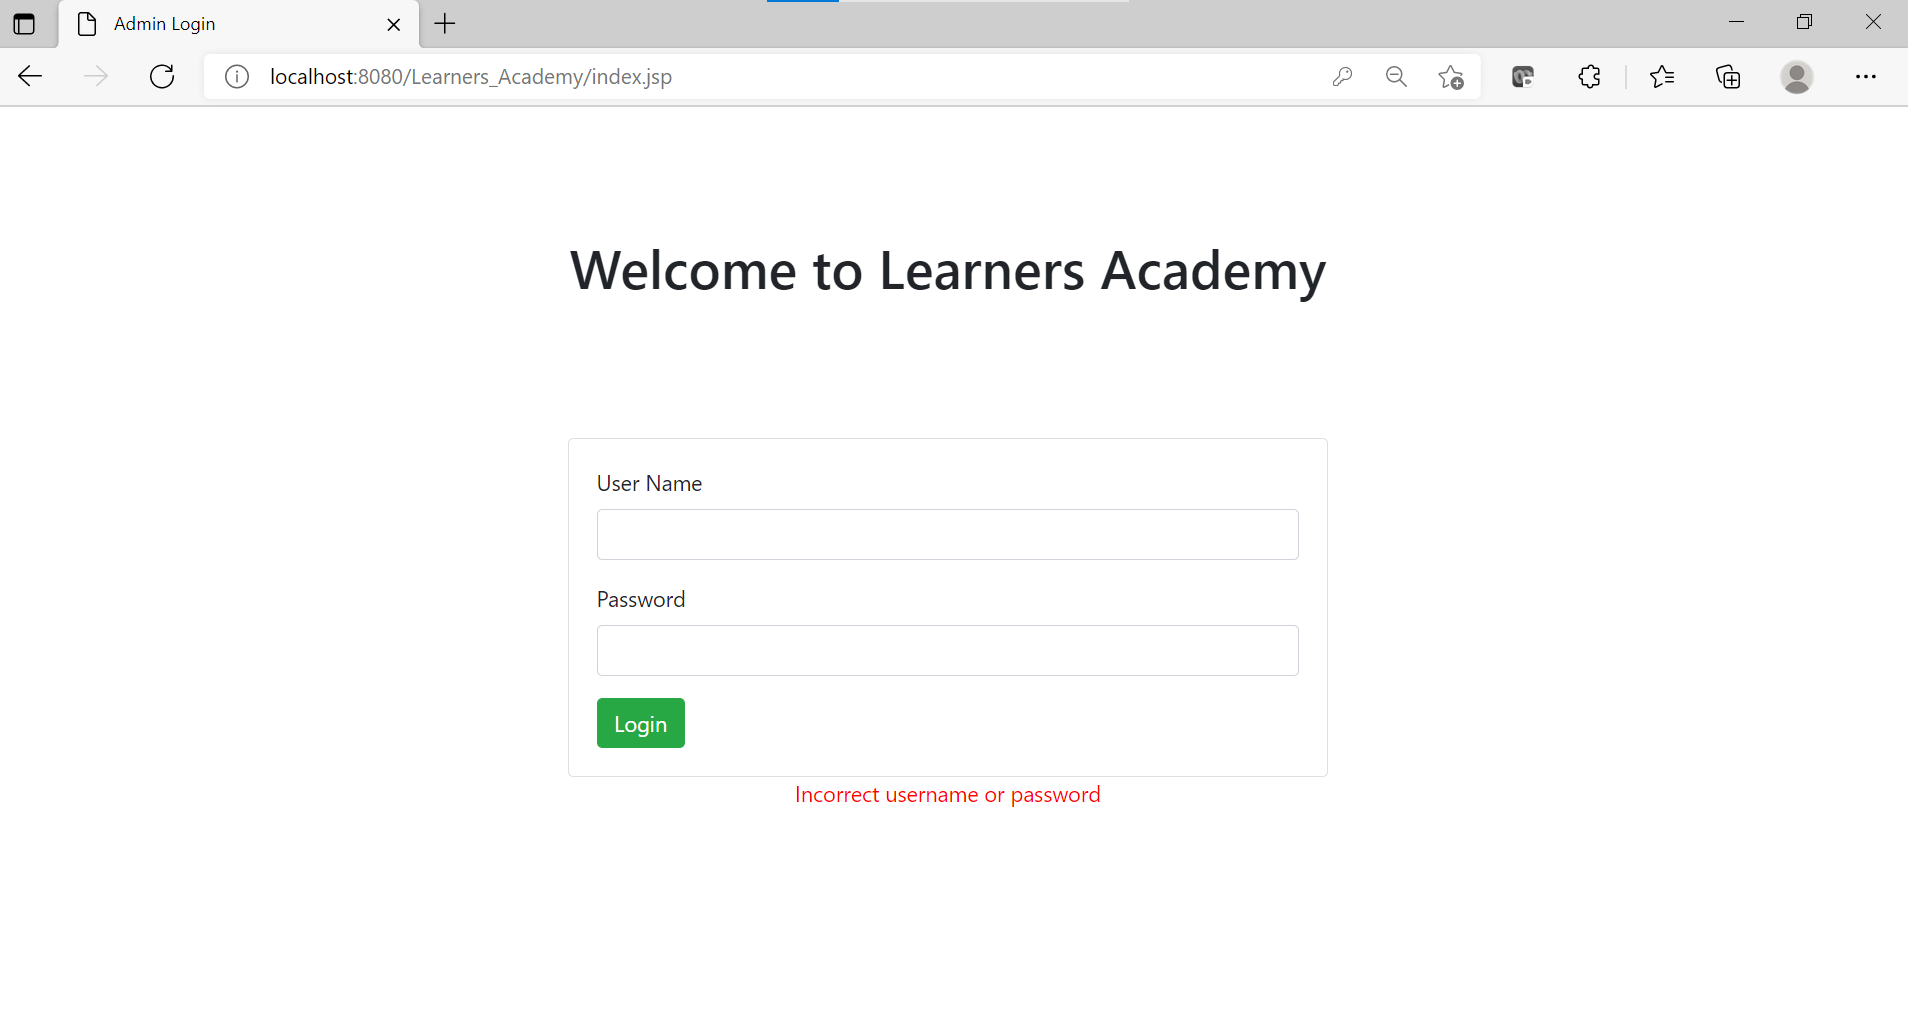 Admin Login
localhost:8080/Learners_Academy/index.jsp
Welcome to Learners Academy
User Name
Password
Login
Incorrect username or password